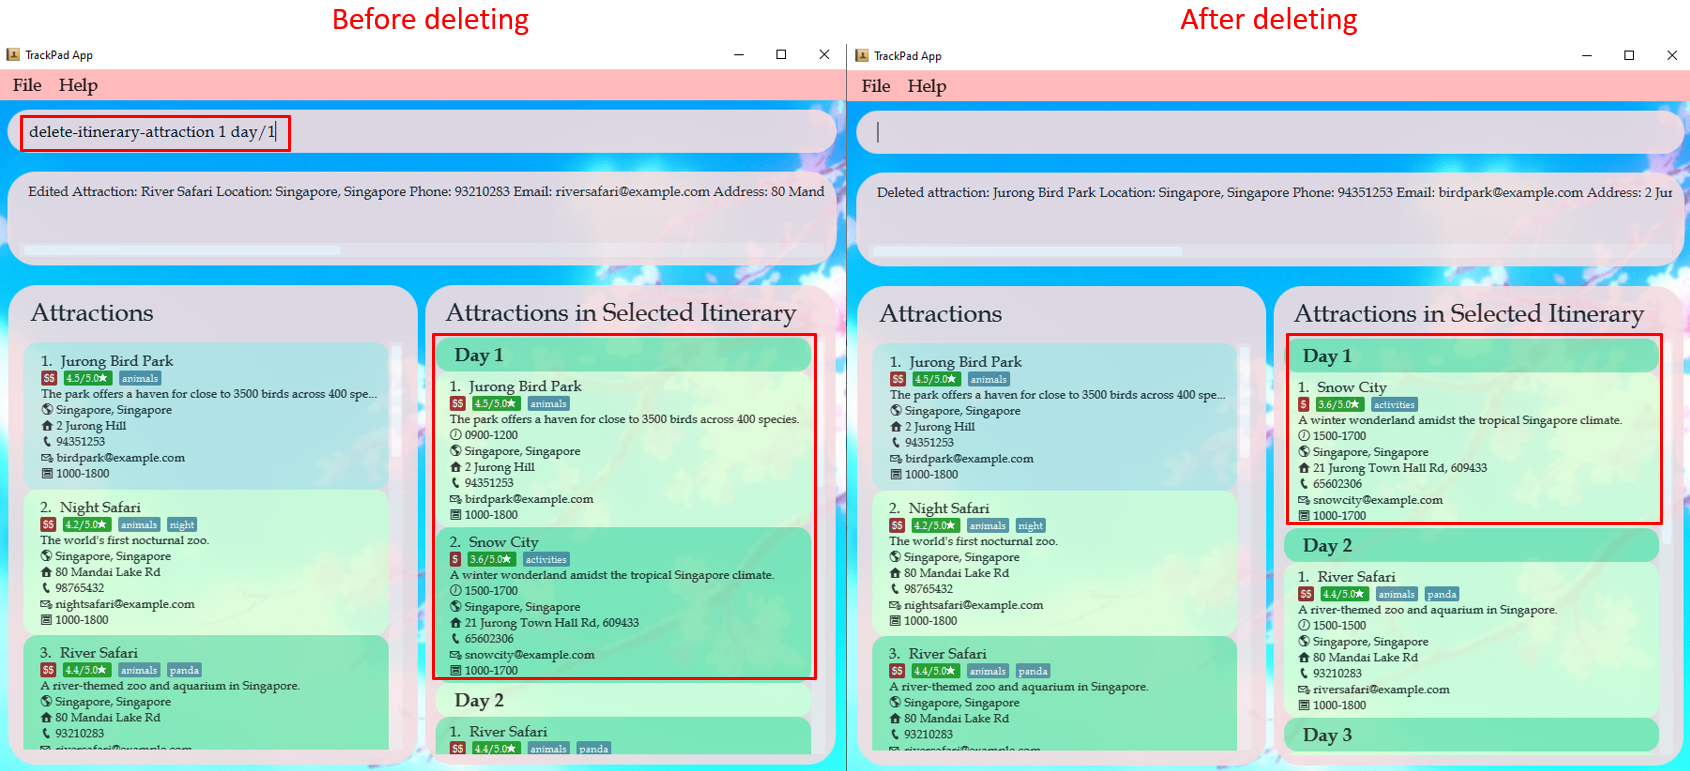 Before deleting
TrackPad App
File Help
delete-itinerary-attraction 1 day/1
Edited Attraction: River Safari Location: Singapore, Singapore Phone: 93210283 Email: riversafari@example.com Address: 80 Mand
Attractions
1. Jurong Bird Park
$$ 4.5/5.0★ animals
The park offers a haven for close to 3500 birds across 400 spe...
Singapore, Singapore
2 Jurong Hill
94351253
birdpark@example.com
1000-1800
2. Night Safari
$$ 4.2/5.0★ animals night
The world's first nocturnal zoo.
Singapore, Singapore
80 Mandai Lake Rd
98765432
nightsafari@example.com
1000-1800
3. River Safari
$$ 4.4/5.0★ animals panda
A river-themed zoo and aquarium in Singapore.
Singapore, Singapore
80 Mandai Lake Rd
93210283
riversafari@example.com
Attractions in Selected Itinerary
Day 1
1. Jurong Bird Park
$$ 4.5/5.0★ animals
The park offers a haven for close to 3500 birds across 400 species.
0900-1200
Singapore, Singapore
2 Jurong Hill
94351253
birdpark@example.com
1000-1800
2. Snow City
$ 3.6/5.0★ activities
A winter wonderland amidst the tropical Singapore climate.
1500-1700
Singapore, Singapore
21 Jurong Town Hall Rd, 609433
65602306
snowcity@example.com
1000-1700
Day 2
1. River Safari
$$ 4.4/5.0★ animals panda
After deleting
TrackPad App
File Help
Deleted attraction: Jurong Bird Park Location: Singapore, Singapore Phone: 94351253 Email: birdpark@example.com Address: 2 Jur
Attractions
1. Jurong Bird Park
$$ 4.5/5.0★ animals
The park offers a haven for close to 3500 birds across 400 spe...
Singapore, Singapore
2 Jurong Hill
94351253
birdpark@example.com
1000-1800
2. Night Safari
$$ 4.2/5.0★ animals night
The world's first nocturnal zoo.
Singapore, Singapore
80 Mandai Lake Rd
98765432
nightsafari@example.com
1000-1800
3. River Safari
$$ 4.4/5.0★ animals panda
A river-themed zoo and aquarium in Singapore.
Singapore, Singapore
80 Mandai Lake Rd
93210283
riversafari@example.com
Attractions in Selected Itinerary
Day 1
1. Snow City
$ 3.6/5.0★ activities
A winter wonderland amidst the tropical Singapore climate.
1500-1700
Singapore, Singapore
21 Jurong Town Hall Rd, 609433
65602306
snowcity@example.com
1000-1700
Day 2
1. River Safari
$$ 4.4/5.0★ animals panda
A river-themed zoo and aquarium in Singapore.
1500-1500
Singapore, Singapore
80 Mandai Lake Rd
93210283
riversafari@example.com
1000-1800
Day 3